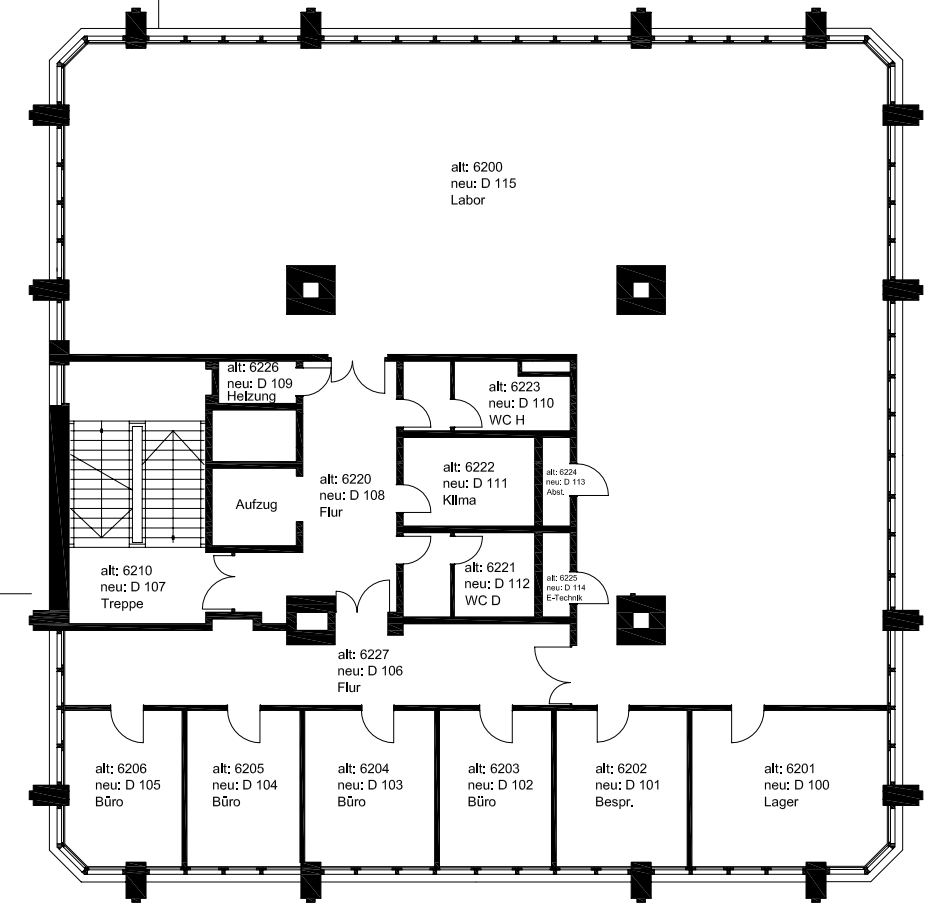 alt: 6200
neu: D 115
Labor
alt: 6226
neu: D 109
Heizung
alt: 6223
neu: D 110
WC H
alt: 6220
neu: D 108
Flur
alt: 6222
neu: D 111
Klima
alt: 6224
neu: D 113
Abst.
Aufzug
alt: 6210
neu: D 107
Treppe
alt: 6221
neu: D 112
WC D
alt: 6225
neu: D 114
E-Technik
alt: 6227
neu: D 106
Flur
alt: 6206
neu: D 105
Büro
alt: 6205
neu: D 104
Büro
alt: 6204
neu: D 103
Büro
alt: 6203
neu: D 102
Büro
alt: 6202
neu: D 101
Bespr.
alt: 6201
neu: D 100
Lager